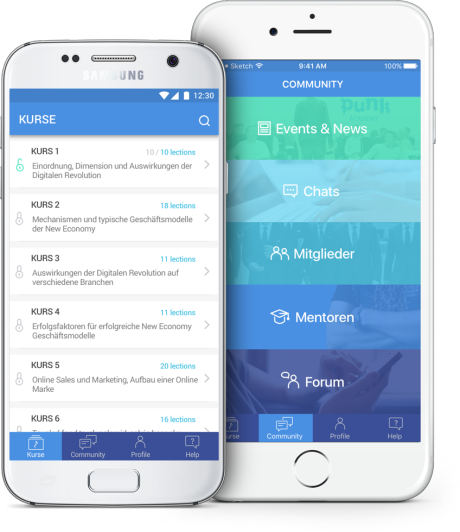 SAMSUNG
12:30
KURSE
KURS 1
10 / 10 lections
Einordnung, Dimension und Auswirkungen der
Digitalen Revolution
KURS 2
18 lections
Mechanismen und typische Geschäftsmodelle
der New Economy
KURS 3
11 lections
Auswirkungen der Digitalen Revolution auf
verschiedene Branchen
KURS 4
11 lections
Erfolgsfaktoren für erfolgreiche New Economy
Geschäftsmodelle
KURS 5
20 lections
Online Sales und Marketing, Aufbau einer Online
Marke
KURS 6
16 lections
Kurse
Community
Profile
Help
Sketch
9:41 AM
100%
COMMUNITY
punkt
Events & News
Chats
Mitglieder
Mentoren
Forum
urse
Community
Profile
Help